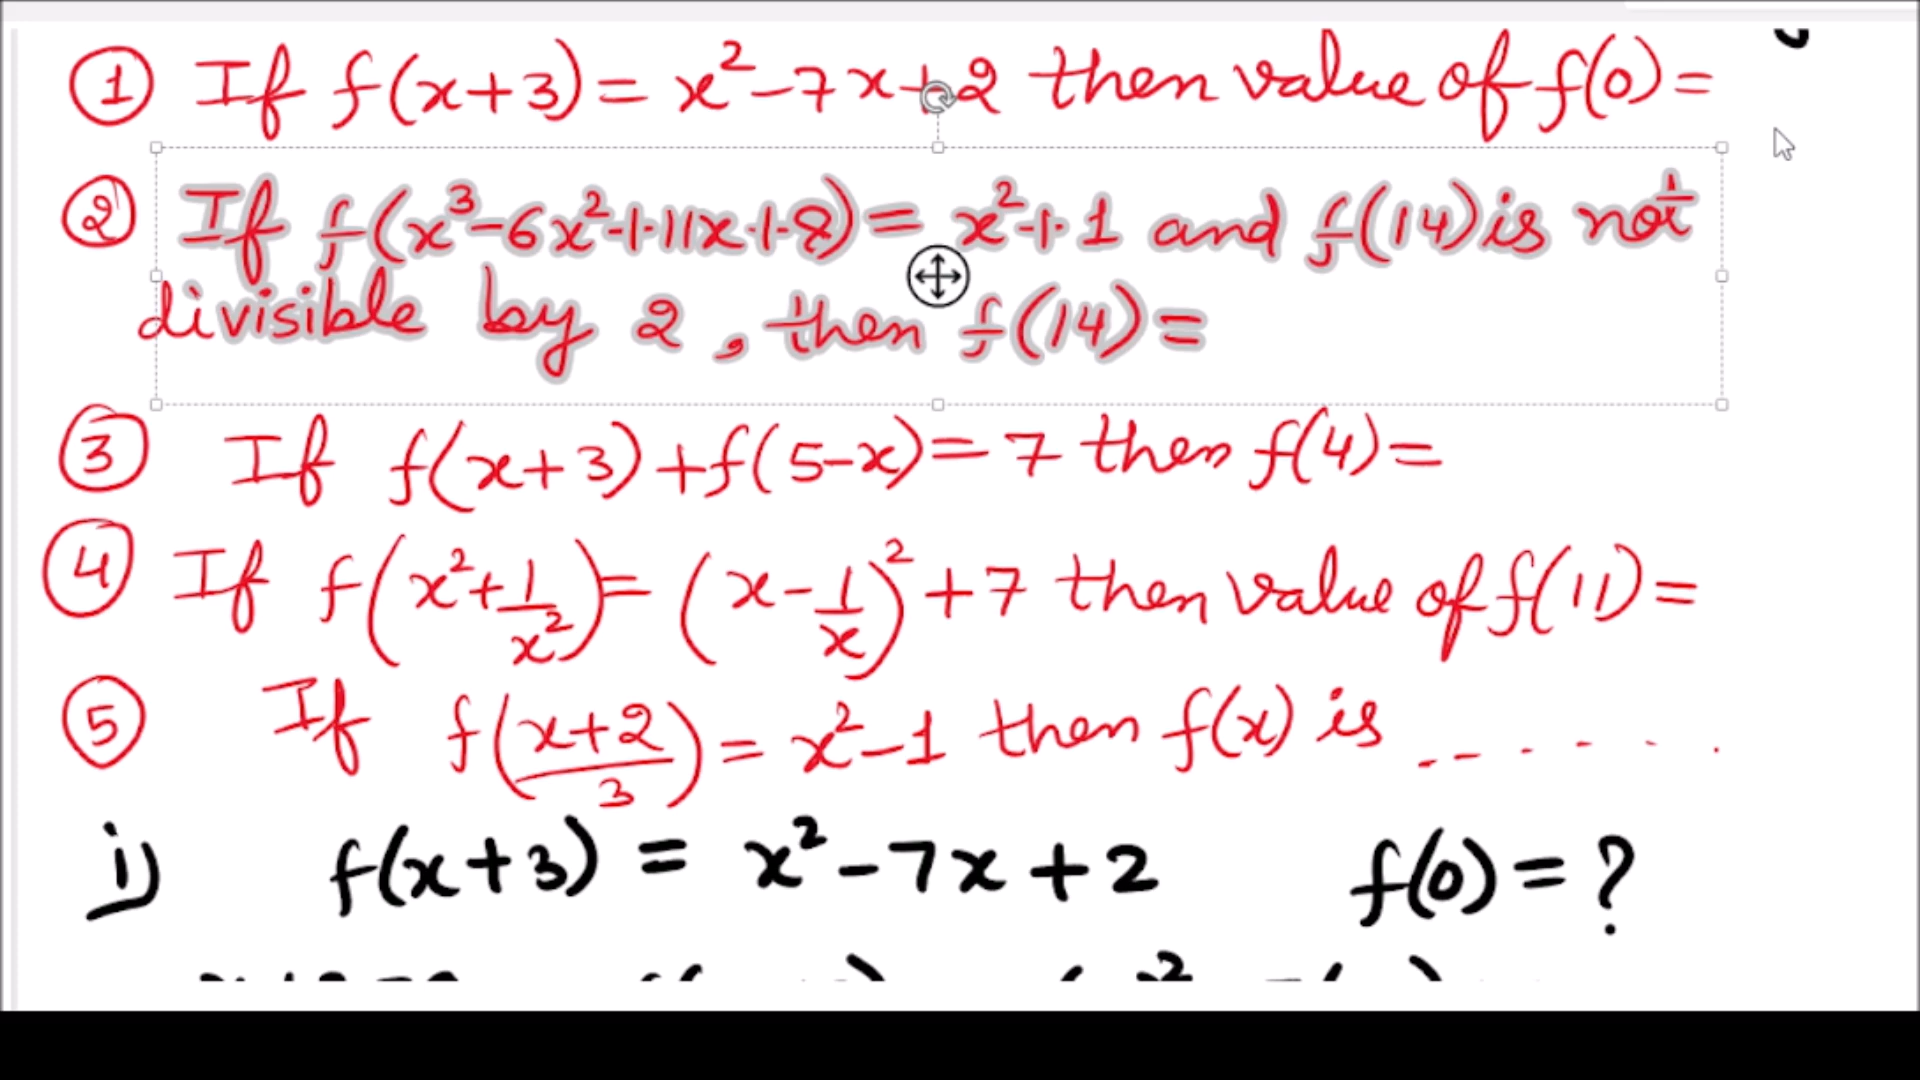 ① If f(x+3) = x² - 7x + 2 then value of f(0) =
② If f(x³-6x²+11x+8) = x²+1 and f(14) is not
divisible by 2, then f(14) =
③ If f(x+3) + f(5-x) = 7 then f(4) =
④ If f(x² + 1/x²) = (x - 1/x)² + 7 then value of f(11) =
⑤ If f((x+2)/3) = x² - 1 then f(x) is .......
i) f(x+3) = x² - 7x + 2 f(0) = ?